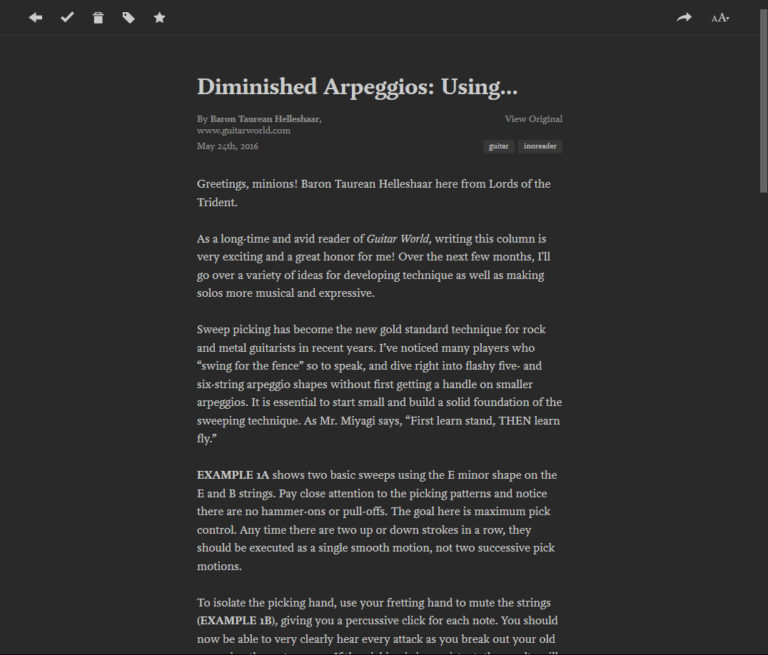 AA
Diminished Arpeggios: Using...
By Baron Taurean Helleshaar, View Original
www.guitarworld.com
May 24th, 2016 guitar inoreader
Greetings, minions! Baron Taurean Helleshaar here from Lords of the
Trident.
As a long-time and avid reader of Guitar World, writing this column is
very exciting and a great honor for me! Over the next few months, I'll
go over a variety of ideas for developing technique as well as making
solos more musical and expressive.
Sweep picking has become the new gold standard technique for rock
and metal guitarists in recent years. I've noticed many players who
“swing for the fence” so to speak, and dive right into flashy five- and
six-string arpeggio shapes without first getting a handle on smaller
arpeggios. It is essential to start small and build a solid foundation of the
sweeping technique. As Mr. Miyagi says, “First learn stand, THEN learn
fly.”
EXAMPLE 1A shows two basic sweeps using the E minor shape on the
E and B strings. Pay close attention to the picking patterns and notice
there are no hammer-ons or pull-offs. The goal here is maximum pick
control. Any time there are two up or down strokes in a row, they
should be executed as a single smooth motion, not two successive pick
motions.
To isolate the picking hand, use your fretting hand to mute the strings
(EXAMPLE 1B), giving you a percussive click for each note. You should
now be able to very clearly hear every attack as you break out your old